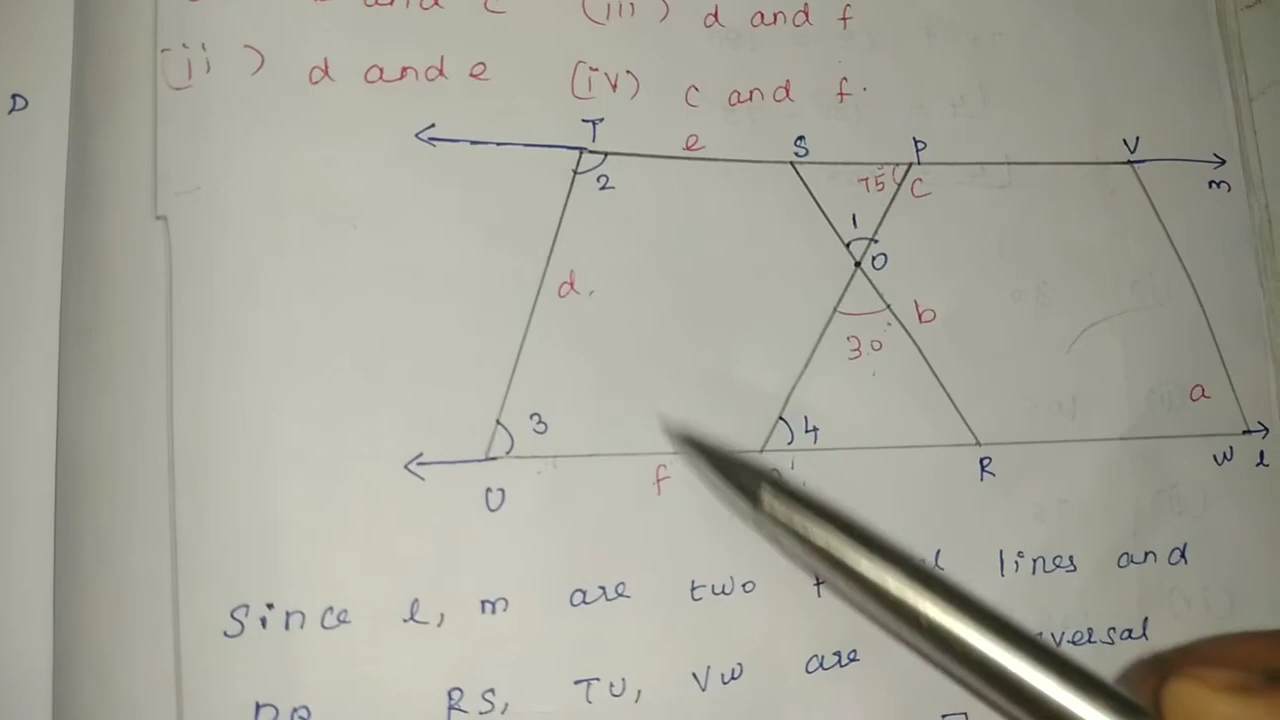 and c (iii) d and f
D
(ii) d and e (iv) c and f.
T e S P V
2 75° c m
1
O
d. b
30°
a
3 4
f R W l
U
Since l, m are two lines and
RS, TU, VW are